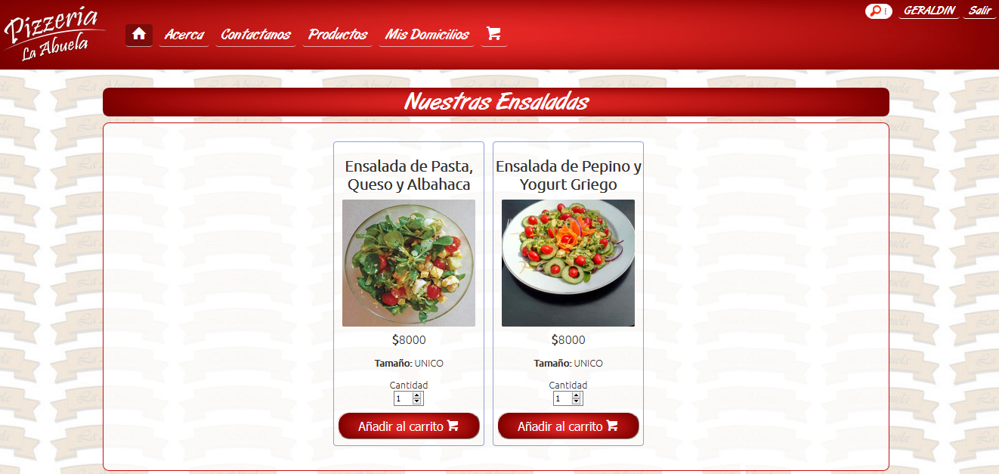 Pizzería
La Abuela
Acerca
Contactanos
Productos
Mis Domicilios
GERALDIN
Salir
Nuestras Ensaladas
Ensalada de Pasta,
Queso y Albahaca
$8000
Tamaño: UNICO
Cantidad
1
Añadir al carrito
Ensalada de Pepino y
Yogurt Griego
$8000
Tamaño: UNICO
Cantidad
1
Añadir al carrito